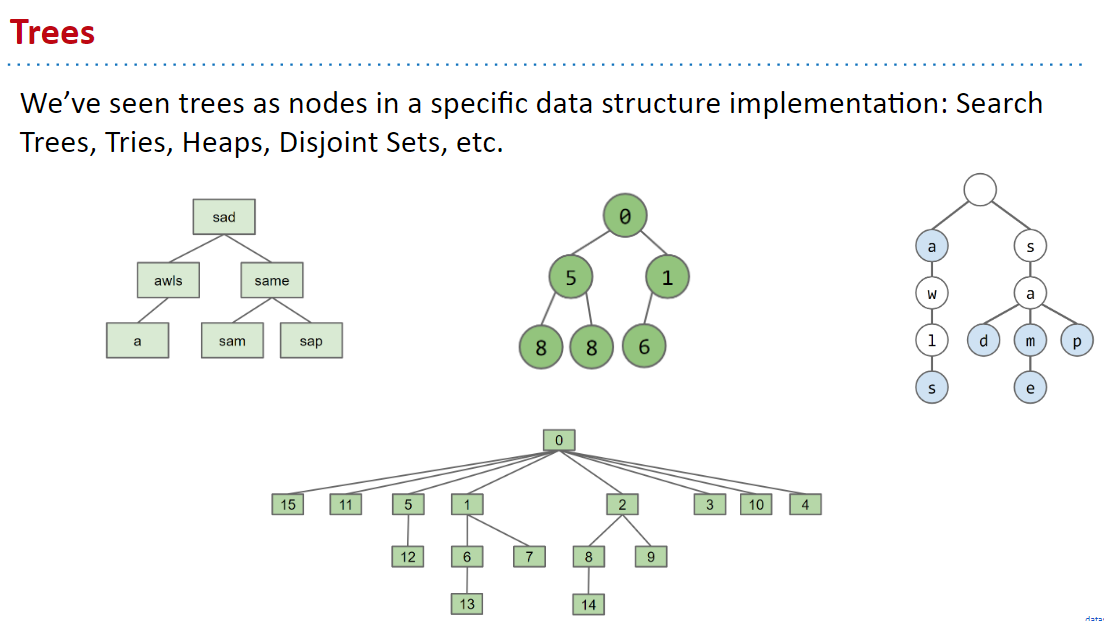 Trees
We’ve seen trees as nodes in a specific data structure implementation: Search
Trees, Tries, Heaps, Disjoint Sets, etc.
sad
awls same
a sam sap
0
5 1
8 8 6
a s
w a
l d m p
s e
0
15 11 5 1 2 3 10 4
12 6 7 8 9
13 14